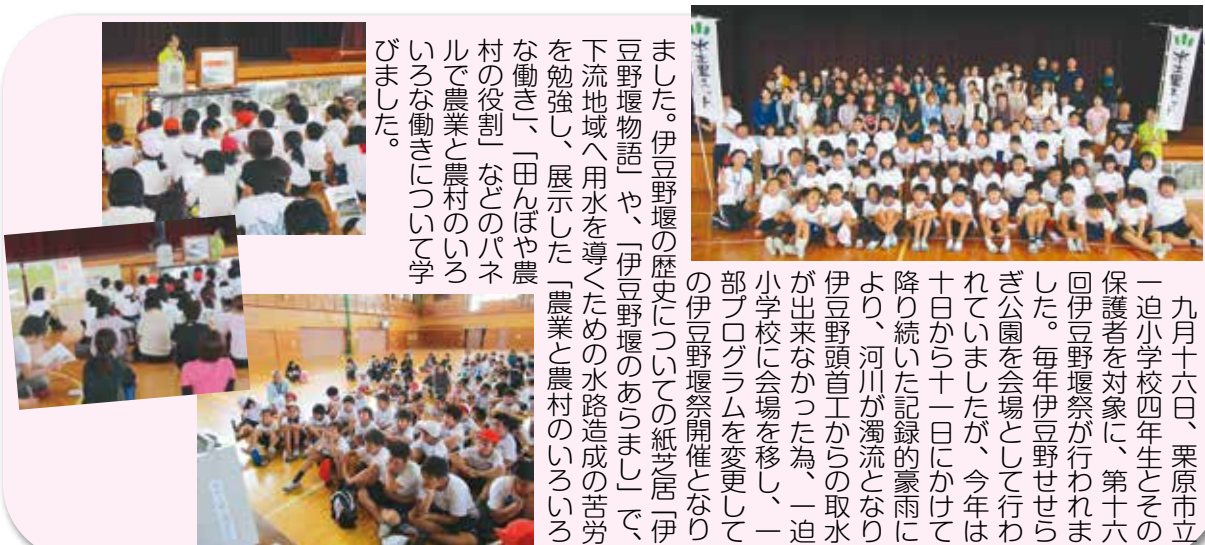 水土里ネット
水土里ネット
九月十六日、栗原市立
一迫小学校四年生とその
保護者を対象に、第十六
回伊豆野堰祭が行われま
した。毎年伊豆野せせら
ぎ公園を会場として行わ
れていましたが、今年は
十日から十一日にかけて
降り続いた記録的豪雨に
より、河川が濁流となり
伊豆野頭首工からの取水
が出来なかった為、一迫
小学校に会場を移し、一
部プログラムを変更して
の伊豆野堰祭開催となり
ました。伊豆野堰の歴史についての紙芝居「伊
豆野堰物語」や、「伊豆野堰のあらまし」で、
下流地域へ用水を導くための水路造成の苦労
を勉強し、展示した「農業と農村のいろいろ
な働き」、「田んぼや農
村の役割」などのパネ
ルで農業と農村のいろ
いろな働きについて学
びました。